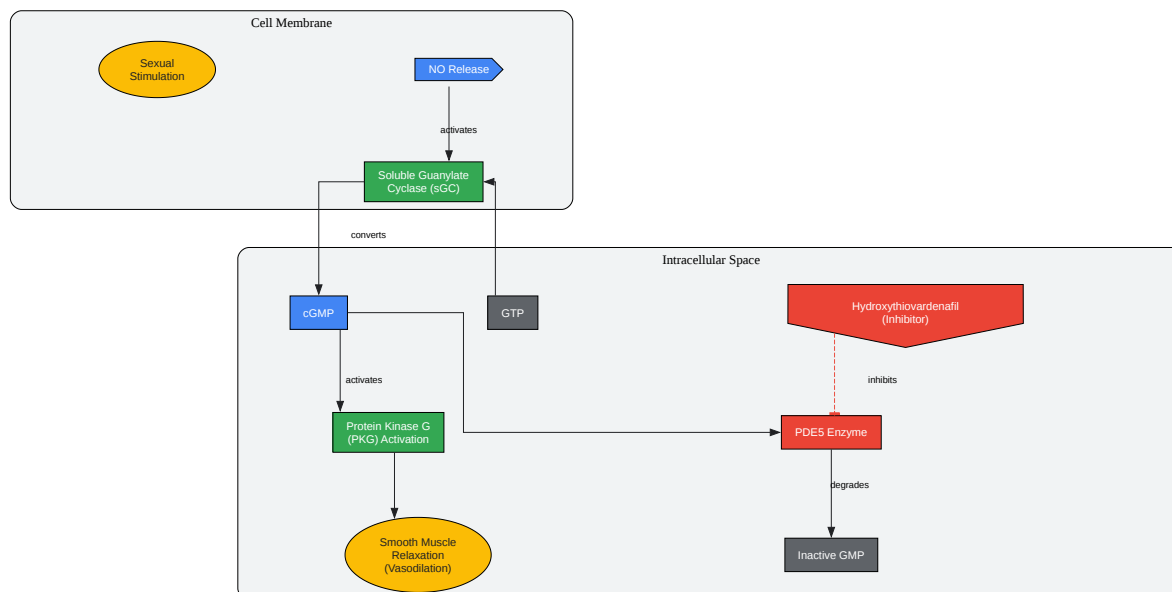 Cell Membrane
Sexual
Stimulation
NO Release
activates
Soluble Guanylate
Cyclase (sGC)
converts
Intracellular Space
cGMP
GTP
Hydroxythiovardenafil
(Inhibitor)
activates
inhibits
Protein Kinase G
(PKG) Activation
PDE5 Enzyme
degrades
Smooth Muscle
Relaxation
(Vasodilation)
Inactive GMP